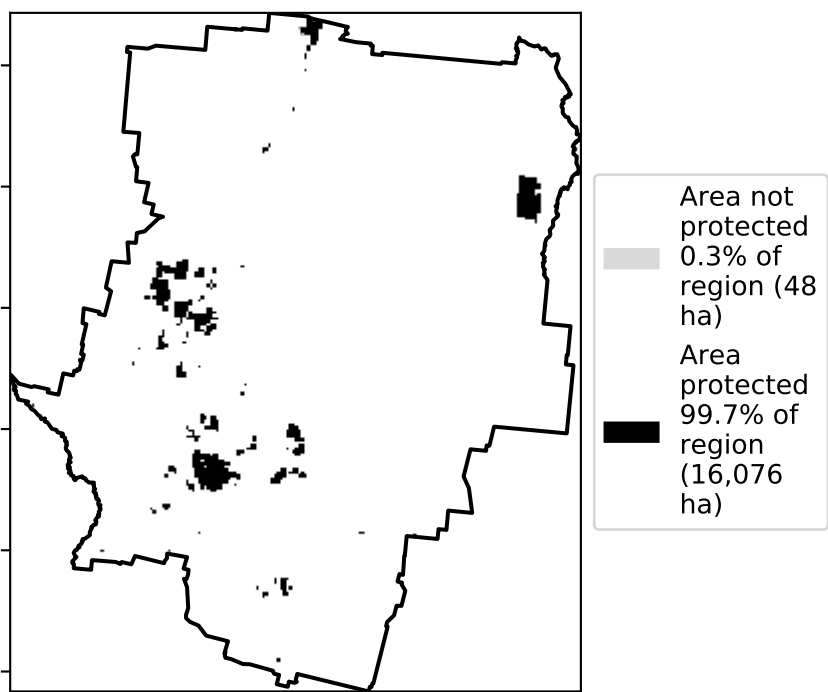 Area not
protected
0.3% of
region (48
ha)
Area
protected
99.7% of
region
(16,076
ha)